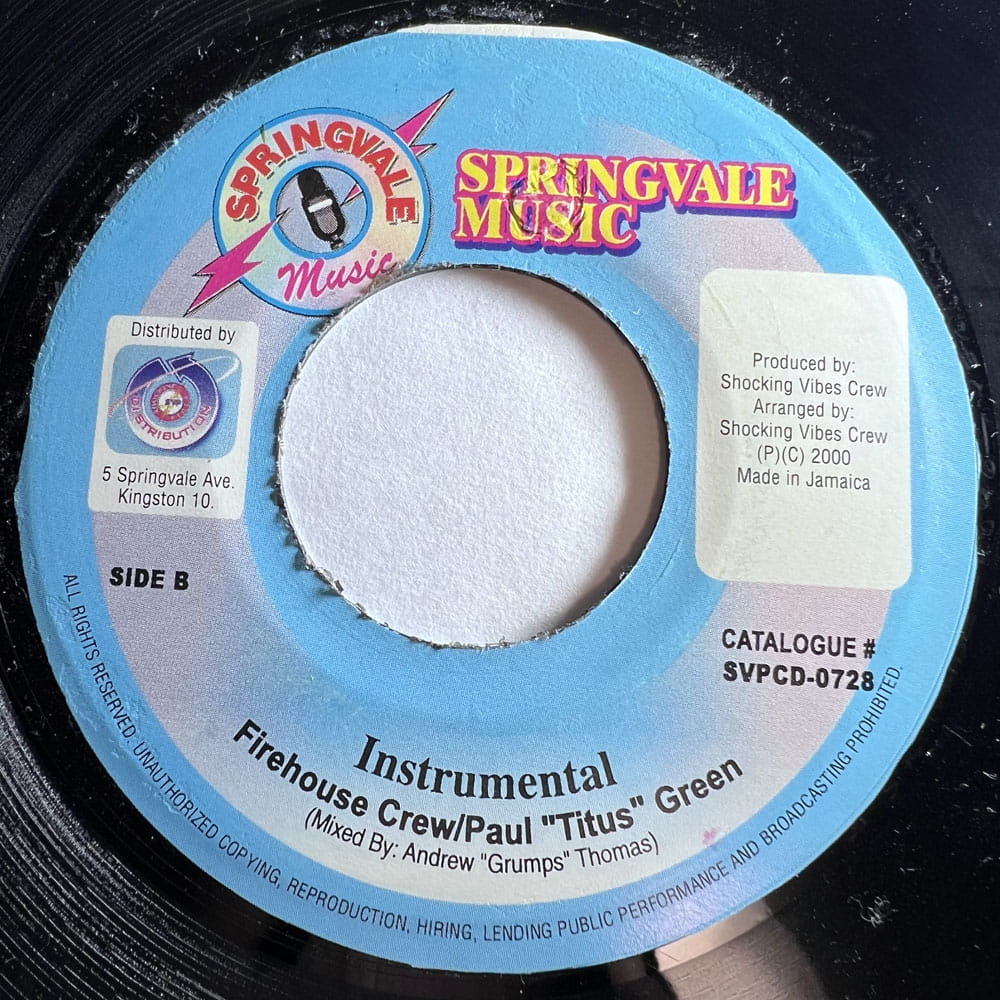 SPRINGVALE
Music
SPRINGVALE
MUSIC
Distributed by
DISTRIBUTION
5 Springvale Ave.
Kingston 10.
Produced by:
Shocking Vibes Crew
Arranged by:
Shocking Vibes Crew
(P)(C) 2000
Made in Jamaica
SIDE B
CATALOGUE #
SVPCD-0728
Instrumental
Firehouse Crew/Paul "Titus" Green
(Mixed By: Andrew "Grumps" Thomas)
ALL RIGHTS RESERVED. UNAUTHORIZED COPYING, REPRODUCTION, HIRING, LENDING PUBLIC PERFORMANCE AND BROADCASTING PROHIBITED.